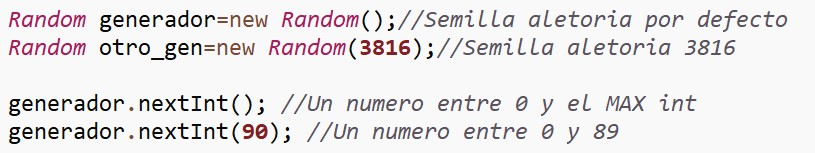 Random generador=new Random();//Semilla aletoria por defecto
Random otro_gen=new Random(3816);//Semilla aletoria 3816
generador.nextInt(); //Un numero entre 0 y el MAX int
generador.nextInt(90); //Un numero entre 0 y 89